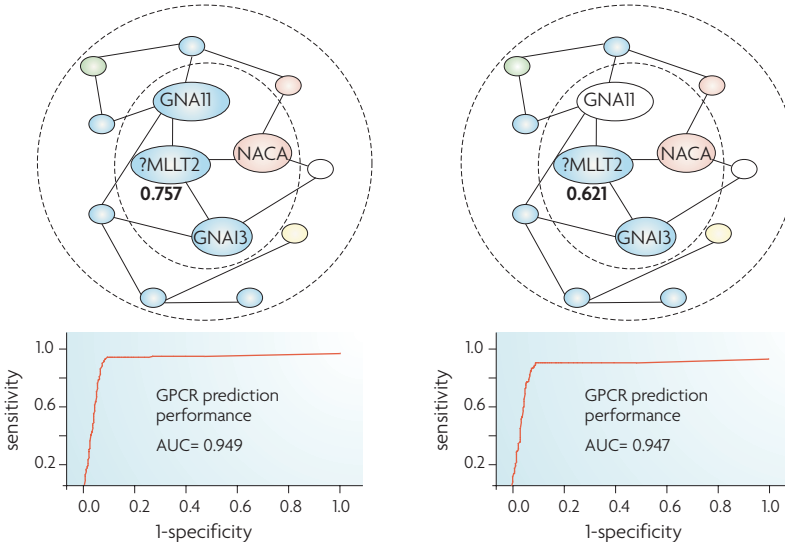 GNA11
?MLLT2
NACA
0.757
GNAI3
GNA11
?MLLT2
NACA
0.621
GNAI3
sensitivity
1.0
0.6
0.2
GPCR prediction
performance
AUC= 0.949
0.0 0.2 0.4 0.6 0.8 1.0
1-specificity
sensitivity
1.0
0.6
0.2
GPCR prediction
performance
AUC= 0.947
0.0 0.2 0.4 0.6 0.8 1.0
1-specificity